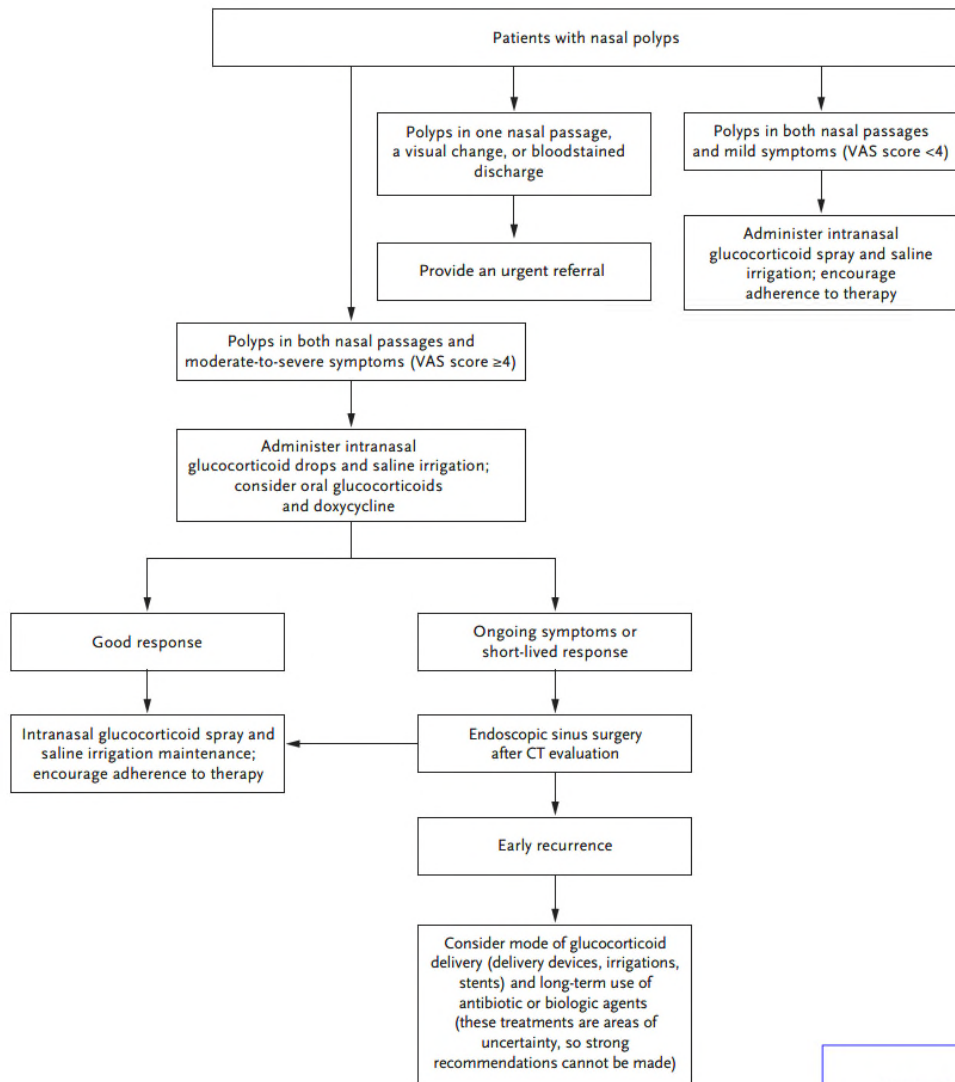 Patients with nasal polyps
Polyps in one nasal passage,
a visual change, or bloodstained
discharge
Polyps in both nasal passages
and mild symptoms (VAS score <4)
Provide an urgent referral
Administer intranasal
glucocorticoid spray and saline
irrigation; encourage
adherence to therapy
Polyps in both nasal passages and
moderate-to-severe symptoms (VAS score ≥4)
Administer intranasal
glucocorticoid drops and saline irrigation;
consider oral glucocorticoids
and doxycycline
Good response
Ongoing symptoms or
short-lived response
Intranasal glucocorticoid spray and
saline irrigation maintenance;
encourage adherence to therapy
Endoscopic sinus surgery
after CT evaluation
Early recurrence
Consider mode of glucocorticoid
delivery (delivery devices, irrigations,
stents) and long-term use of
antibiotic or biologic agents
(these treatments are areas of
uncertainty, so strong
recommendations cannot be made)